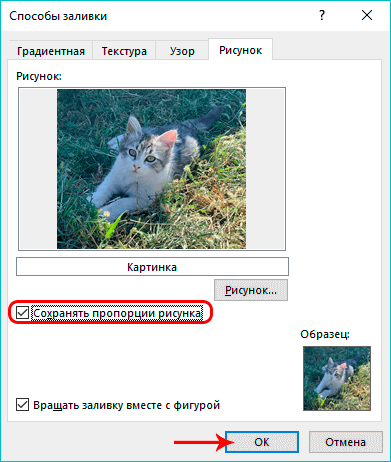 Способы заливки ? ×
Градиентная Текстура Узор Рисунок
Рисунок:
Картинка
Рисунок...
Сохранять пропорции рисунка
Образец:
Вращать заливку вместе с фигурой
ОК Отмена